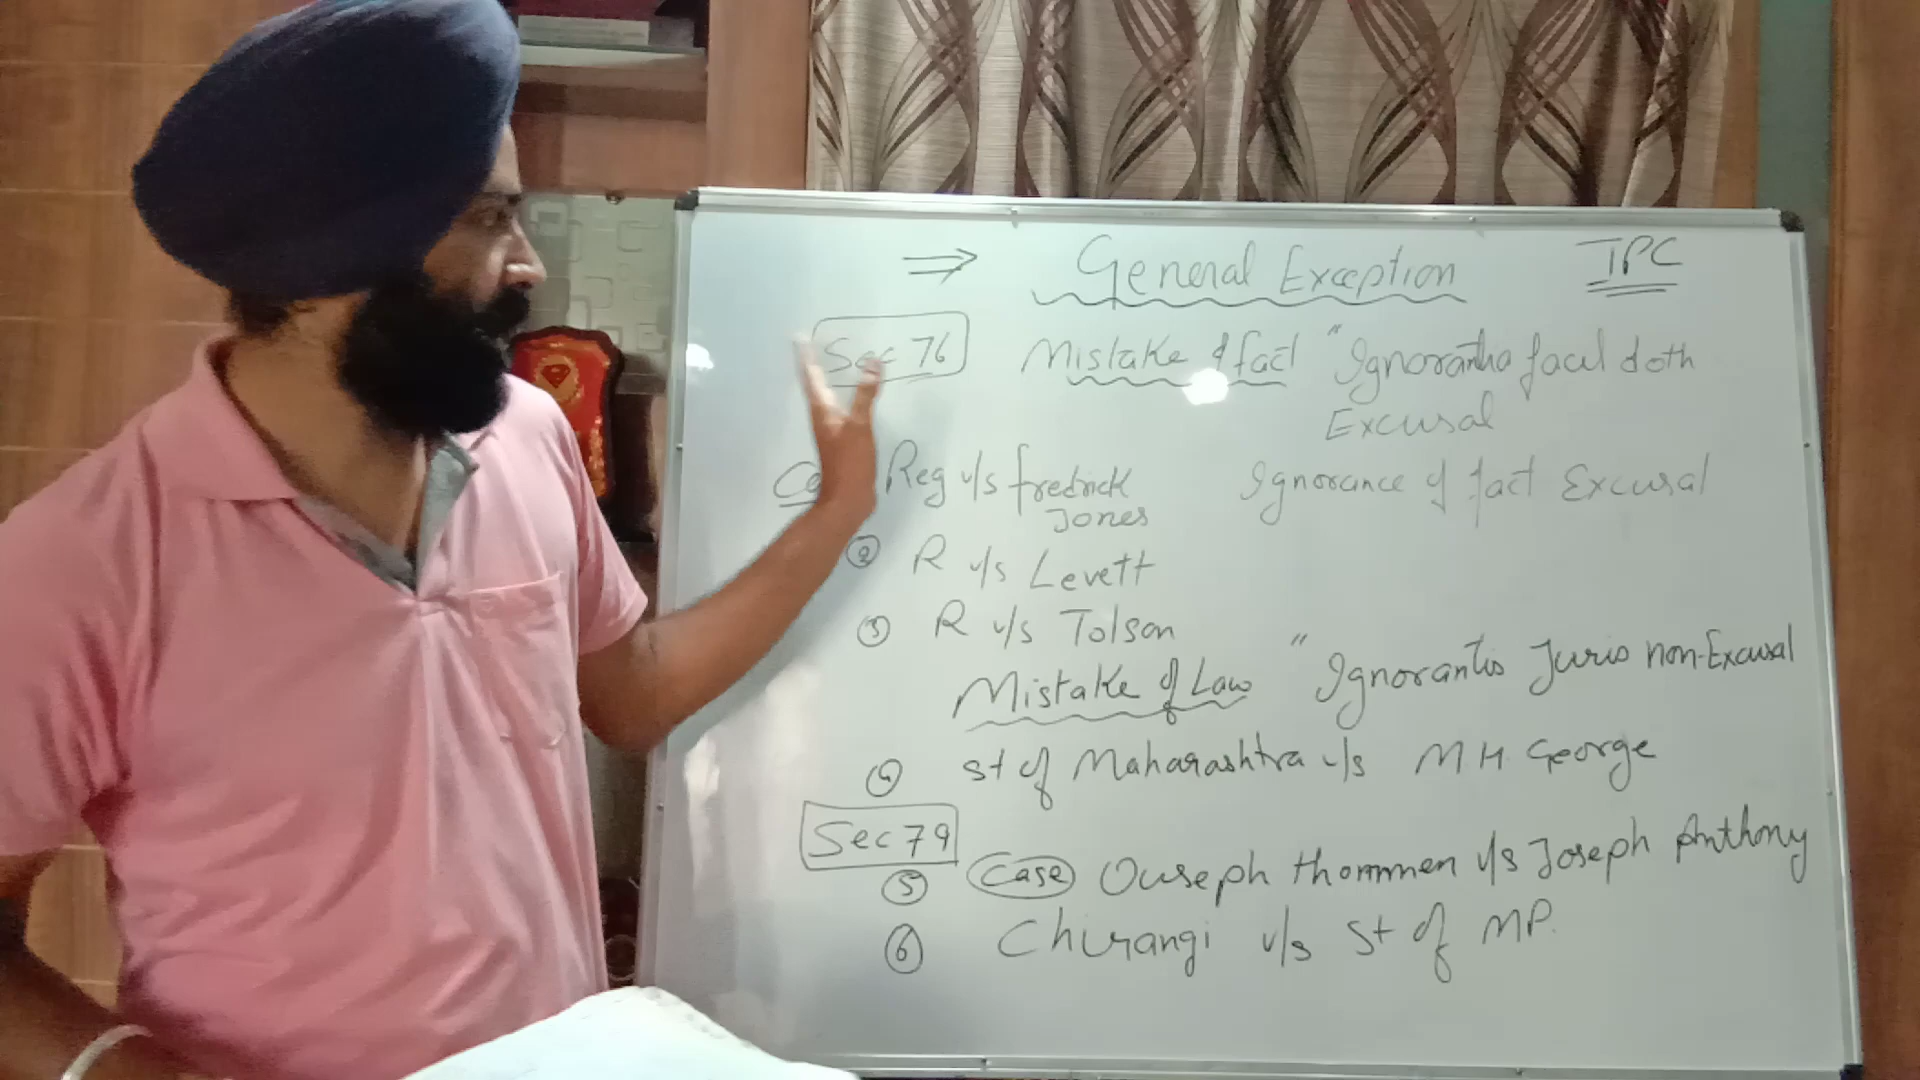 ⇒ General Exception IPC
Sec 76 Mistake of fact "Ignorantia facit doth
Excusal
Reg v/s fredrick Ignorance of fact Excusal
Jones
② R v/s Levett
③ R v/s Tolson
Mistake of Law "Ignorantis Juris non-Excusal
④ st of Maharashtra v/s M H. George
Sec 79
⑤ Case Ouseph thommen v/s Joseph Anthony
⑥ Chirangi v/s st of MP.